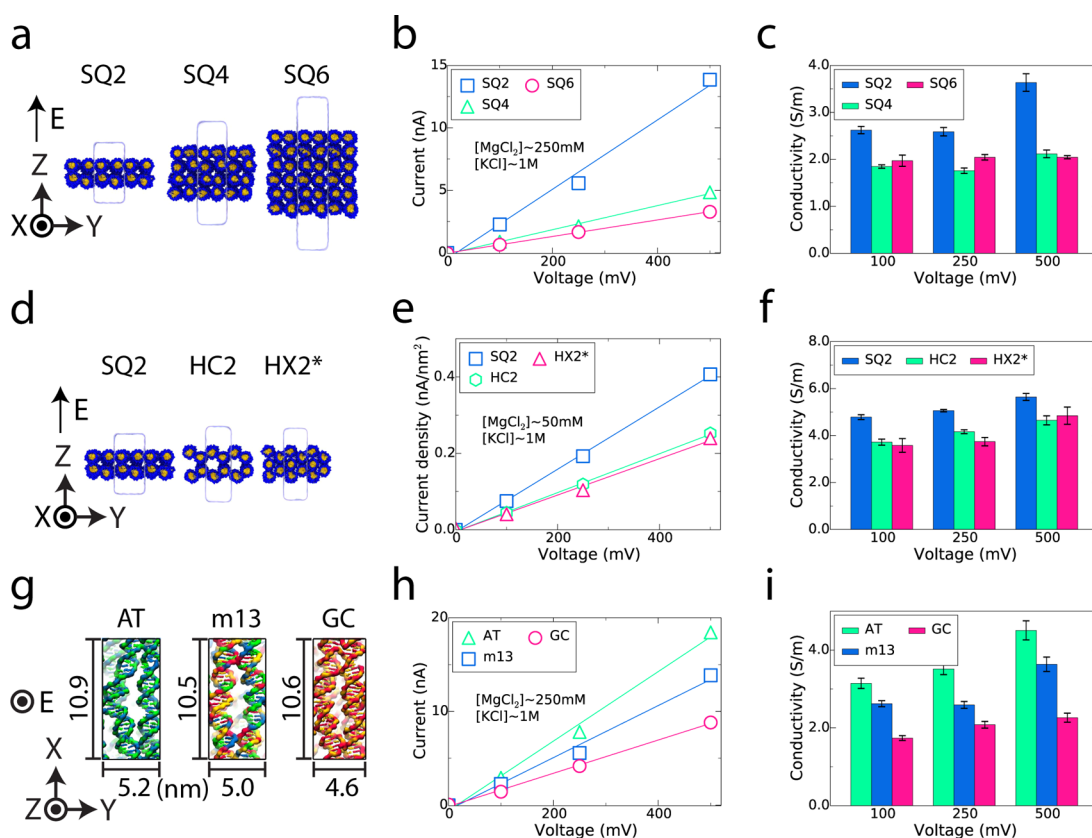 a
SQ2 SQ4 SQ6
E
Z
X
Y
b
15
10
5
0
Current (nA)
SQ2 SQ6
SQ4
[MgCl2]~250mM
[KCl]~1M
200 400
Voltage (mV)
c
4.0
3.0
2.0
1.0
0.0
Conductivity (S/m)
SQ2 SQ6
SQ4
100 250 500
Voltage (mV)
d
SQ2 HC2 HX2*
E
Z
X
Y
e
0.4
0.2
0.0
Current density (nA/nm²)
SQ2 HX2*
HC2
[MgCl2]~50mM
[KCl]~1M
200 400
Voltage (mV)
f
8.0
6.0
4.0
2.0
0.0
Conductivity (S/m)
SQ2 HC2 HX2*
100 250 500
Voltage (mV)
g
AT m13 GC
E
10.9 10.5 10.6
X
Z
Y
5.2 (nm) 5.0 4.6
h
20
10
0
Current (nA)
AT GC
m13
[MgCl2]~250mM
[KCl]~1M
200 400
Voltage (mV)
i
4.0
2.0
0.0
Conductivity (S/m)
AT GC
m13
100 250 500
Voltage (mV)